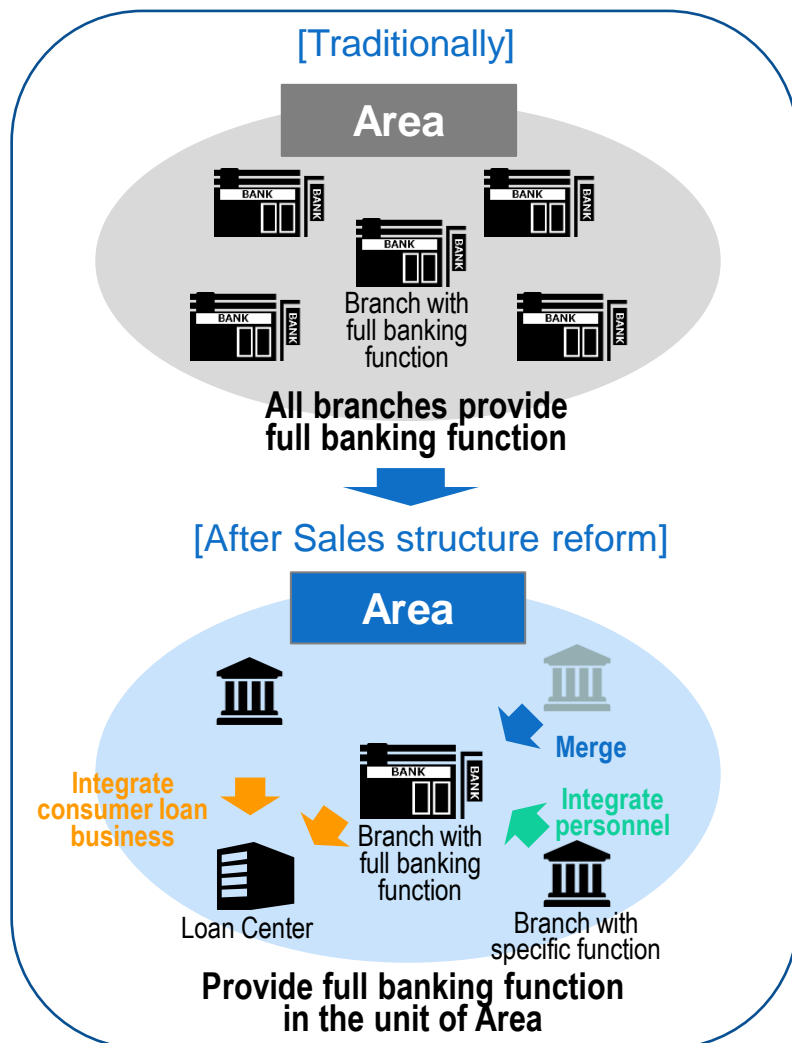 [Traditionally]
Area
BANK
BANK
BANK
BANK
BANK
BANK
Branch with
full banking
function
BANK
BANK
BANK
BANK
All branches provide
full banking function
[After Sales structure reform]
Area
Merge
BANK
BANK
Integrate
consumer loan
business
Integrate
personnel
Branch with
full banking
function
Loan Center
Branch with
specific function
Provide full banking function
in the unit of Area